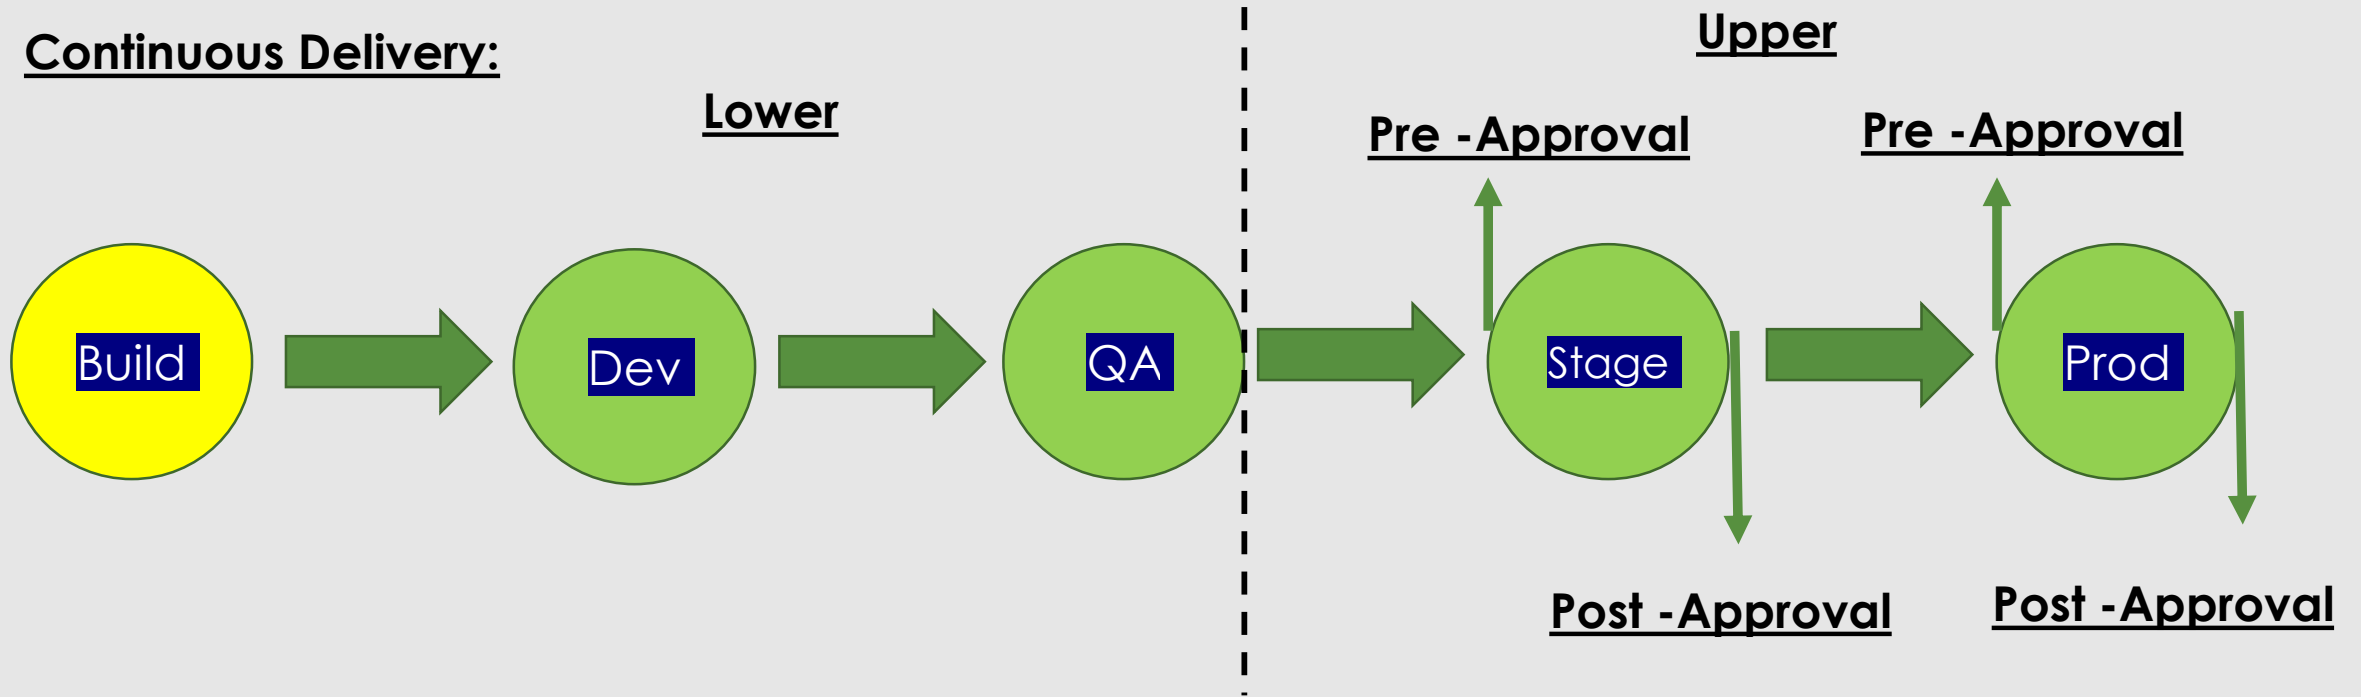 Continuous Delivery:
Lower
Upper
Pre -Approval
Pre -Approval
Build
Dev
QA
Stage
Prod
Post -Approval
Post -Approval